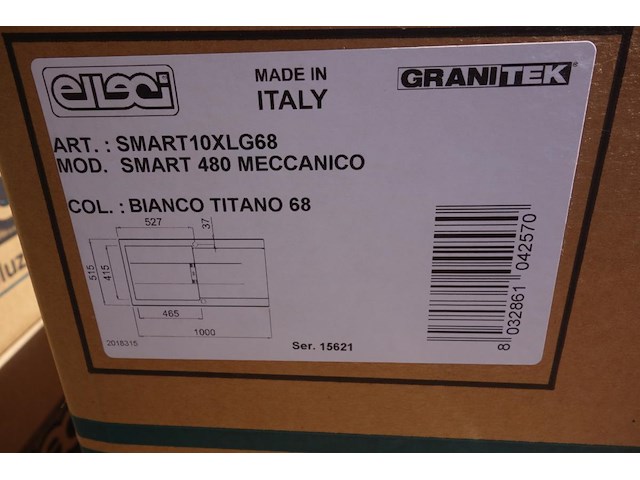 elleci
MADE IN
ITALY
GRANITEK®
ART. : SMART10XLG68
MOD. SMART 480 MECCANICO
COL. : BIANCO TITANO 68
527
37
515
415
465
1000
2018315
Ser. 15621
8 032861 042570
luz